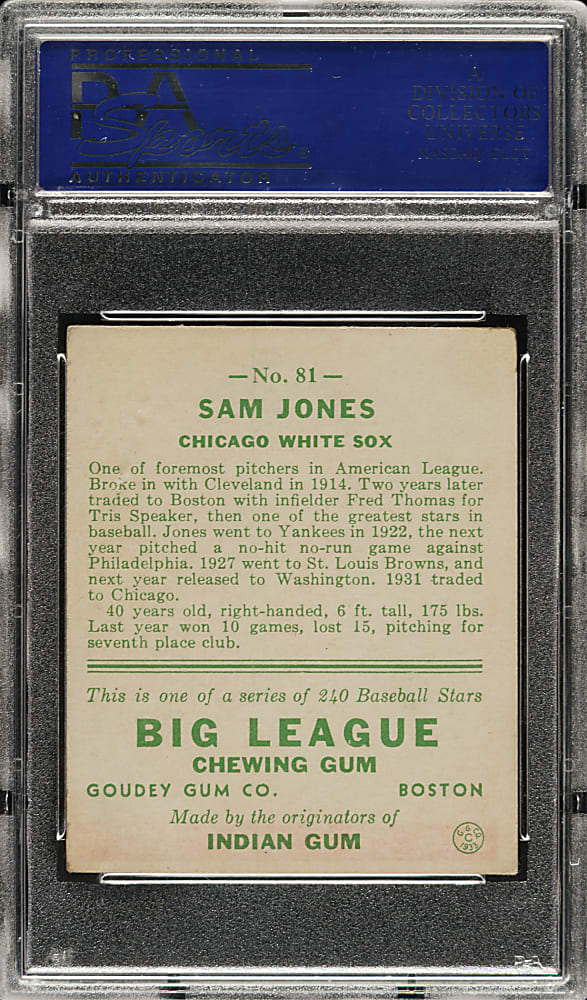 PROFESSIONAL
PSA
Sports
AUTHENTICATOR
A
DIVISION OF
COLLECTORS
UNIVERSE
NASDAQ: CLCT
— No. 81 —
SAM JONES
CHICAGO WHITE SOX
One of foremost pitchers in American League.
Broke in with Cleveland in 1914. Two years later
traded to Boston with infielder Fred Thomas for
Tris Speaker, then one of the greatest stars in
baseball. Jones went to Yankees in 1922, the next
year pitched a no-hit no-run game against
Philadelphia. 1927 went to St. Louis Browns, and
next year released to Washington. 1931 traded
to Chicago.
40 years old, right-handed, 6 ft. tall, 175 lbs.
Last year won 10 games, lost 15, pitching for
seventh place club.
This is one of a series of 240 Baseball Stars
BIG LEAGUE
CHEWING GUM
GOUDEY GUM CO. BOSTON
Made by the originators of
INDIAN GUM
G.G.CO.
C
1933
PSA